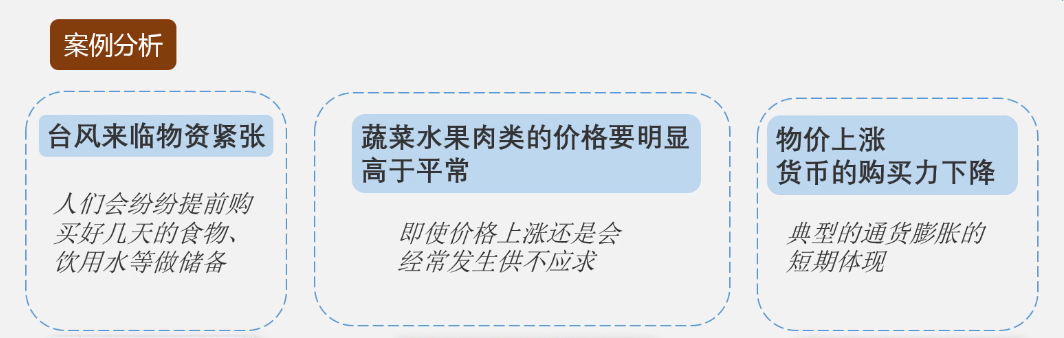 案例分析
台风来临物资紧张
人们会纷纷提前购
买好几天的食物、
饮用水等做储备
蔬菜水果肉类的价格要明显
高于平常
即使价格上涨还是会
经常发生供不应求
物价上涨
货币的购买力下降
典型的通货膨胀的
短期体现